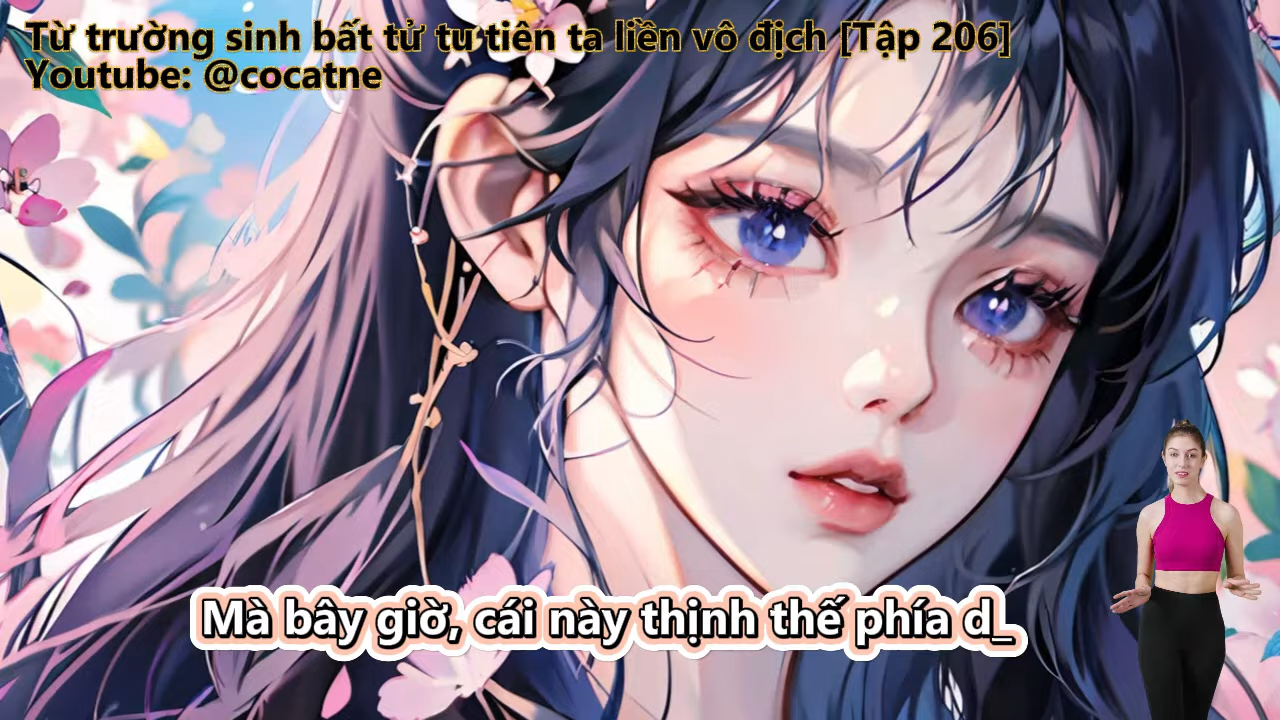 Từ trường sinh bất tử tu tiên ta liền vô địch [Tập 206]
Youtube: @cocatne
Mà bây giờ, cái này thịnh thế phía d_